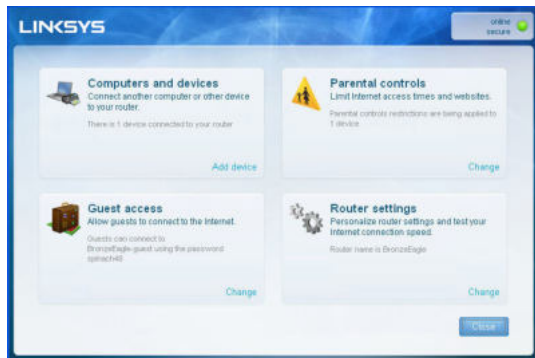 LINKSYS
online
secure
Computers and devices
Connect another computer or other device
to your router.
There is 1 device connected to your router
Add device
Parental controls
Limit Internet access times and websites.
Parental controls restrictions are being applied to
1 device
Change
Guest access
Allow guests to connect to the Internet.
Guests can connect to
BronzeEagle-guest using the password
spinach48
Change
Router settings
Personalize router settings and test your
Internet connection speed.
Router name is BronzeEagle
Change
Close